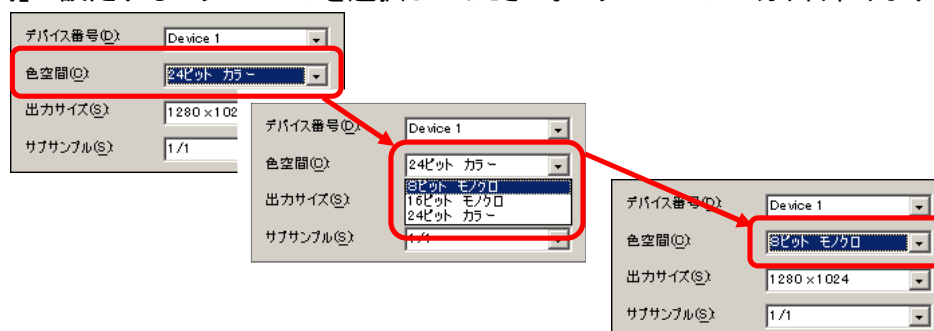 デバイス番号(D): Device 1
色空間(C): 24ビット カラー
出力サイズ(S): 1280×102
サブサンプル(S): 1/1
デバイス番号(D): Device 1
色空間(C): 24ビット カラー
8ビット モノクロ
16ビット モノクロ
24ビット カラー
出力サイズ(S):
サブサンプル(S): 1/1
デバイス番号(D): Device 1
色空間(C): 8ビット モノクロ
出力サイズ(S): 1280×1024
サブサンプル(S): 1/1